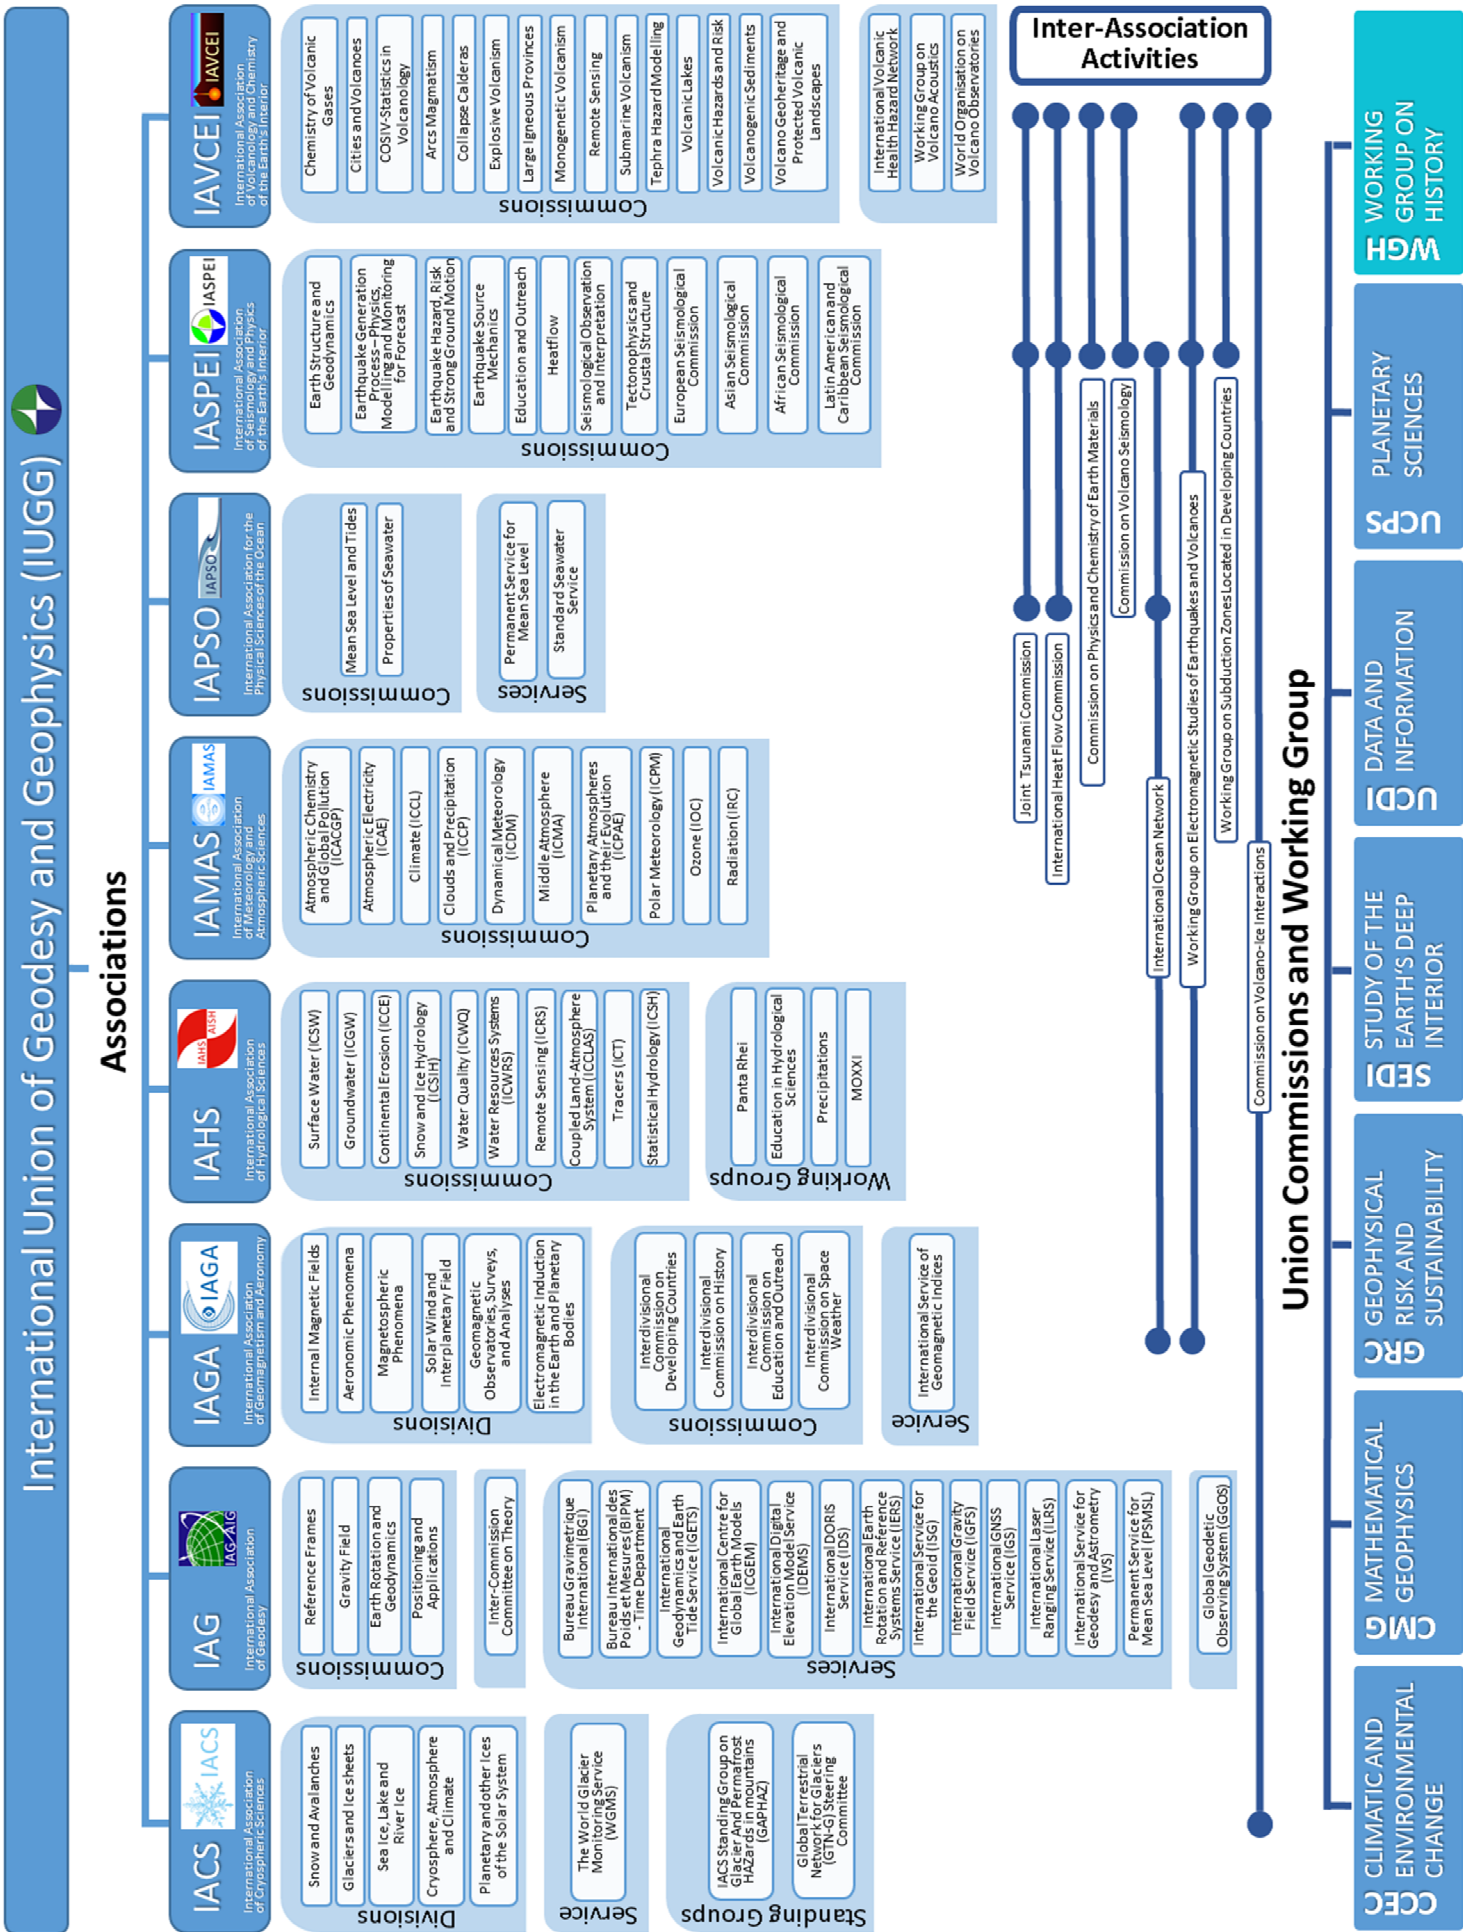 International Union of Geodesy and Geophysics (IUGG)
Associations
IACS
IACS
International Association
of Cryospheric Sciences
Divisions
Snow and Avalanches
Glaciers and Ice sheets
Sea Ice, Lake and
River Ice
Cryosphere, Atmosphere
and Climate
Planetary and other Ices
of the Solar System
Service
The World Glacier
Monitoring Service
(WGMS)
Standing Groups
IACS Standing Group on
Glacier And Permafrost
HAZards in mountains
(GAPHAZ)
Global Terrestrial
Network for Glaciers
(GTN-G) Steering
Committee
IAG
IAG-AIG
International Association
of Geodesy
Commissions
Reference Frames
Gravity Field
Earth Rotation and
Geodynamics
Positioning and
Applications
Inter-Commission
Committee on Theory
Services
Bureau Gravimetrique
International (BGI)
Bureau International des
Poids et Mesures (BIPM)
- Time Department
International
Geodynamics and Earth
Tide Service (IGETS)
International Centre for
Global Earth Models
(ICGEM)
International Digital
Elevation Model Service
(IDEMS)
International DORIS
Service (IDS)
International Earth
Rotation and Reference
Systems Service (IERS)
International Service for
the Geoid (ISG)
International Gravity
Field Service (IGFS)
International GNSS
Service (IGS)
International Laser
Ranging Service (ILRS)
International Service for
Geodesy and Astrometry
(IVS)
Permanent Service for
Mean Sea Level (PSMSL)
Global Geodetic
Observing System (GGOS)
IAGA
IAGA
International Association
of Geomagnetism and Aeronomy
Divisions
Internal Magnetic Fields
Aeronomic Phenomena
Magnetospheric
Phenomena
Solar Wind and
Interplanetary Field
Geomagnetic
Observatories, Surveys,
and Analyses
Electromagnetic Induction
in the Earth and Planetary
Bodies
Commissions
Interdivisional
Commission on
Developing Countries
Interdivisional
Commission on History
Interdivisional
Commission on
Education and Outreach
Interdivisional
Commission on Space
Weather
Service
International Service of
Geomagnetic Indices
IAHS
IAHS
AISH
International Association
of Hydrological Sciences
Commissions
Surface Water (ICSW)
Groundwater (ICGW)
Continental Erosion (ICCE)
Snow and Ice Hydrology
(ICSIH)
Water Quality (ICWQ)
Water Resources Systems
(ICWRS)
Remote Sensing (ICRS)
Coupled Land-Atmosphere
System (ICCLAS)
Tracers (ICT)
Statistical Hydrology (ICSH)
Working Groups
Panta Rhei
Education in Hydrological
Sciences
Precipitations
MOXXI
IAMAS
IAMAS
International Association
of Meteorology and
Atmospheric Sciences
Commissions
Atmospheric Chemistry
and Global Pollution
(ICACGP)
Atmospheric Electricity
(ICAE)
Climate (ICCL)
Clouds and Precipitation
(ICCP)
Dynamical Meteorology
(ICDM)
Middle Atmosphere
(ICMA)
Planetary Atmospheres
and their Evolution
(ICPAE)
Polar Meteorology (ICPM)
Ozone (IOC)
Radiation (IRC)
IAPSO
IAPSO
International Association for the
Physical Sciences of the Ocean
Commissions
Mean Sea Level and Tides
Properties of Seawater
Services
Permanent Service for
Mean Sea Level
Standard Seawater
Service
IASPEI
IASPEI
International Association
of Seismology and Physics
of the Earth's Interior
Commissions
Earth Structure and
Geodynamics
Earthquake Generation
Process – Physics,
Modelling and Monitoring
for Forecast
Earthquake Hazard, Risk
and Strong Ground Motion
Earthquake Source
Mechanics
Education and Outreach
Heatflow
Seismological Observation
and Interpretation
Tectonophysics and
Crustal Structure
European Seismological
Commission
Asian Seismological
Commission
African Seismological
Commission
Latin American and
Caribbean Seismological
Commission
IAVCEI
IAVCEI
International Association
of Volcanology and Chemistry
of the Earth's Interior
Commissions
Chemistry of Volcanic
Gases
Cities and Volcanoes
COSIV-Statistics in
Volcanology
Arcs Magmatism
Collapse Calderas
Explosive Volcanism
Large Igneous Provinces
Monogenetic Volcanism
Remote Sensing
Submarine Volcanism
Tephra Hazard Modelling
Volcanic Lakes
Volcanic Hazards and Risk
Volcanogenic Sediments
Volcano Geoheritage and
Protected Volcanic
Landscapes
International Volcanic
Health Hazard Network
Working Group on
Volcano Acoustics
World Organisation on
Volcano Observatories
Inter-Association
Activities
Joint Tsunami Commission
International Heat Flow Commission
Commission on Physics and Chemistry of Earth Materials
Commission on Volcano Seismology
International Ocean Network
Working Group on Electromagnetic Studies of Earthquakes and Volcanoes
Working Group on Subduction Zones Located in Developing Countries
Commission on Volcano-Ice Interactions
Union Commissions and Working Group
CCEC
CLIMATIC AND
ENVIRONMENTAL
CHANGE
CMG
MATHEMATICAL
GEOPHYSICS
GRC
GEOPHYSICAL
RISK AND
SUSTAINABILITY
SEDI
STUDY OF THE
EARTH'S DEEP
INTERIOR
UCDI
DATA AND
INFORMATION
UCPS
PLANETARY
SCIENCES
WGH
WORKING
GROUP ON
HISTORY